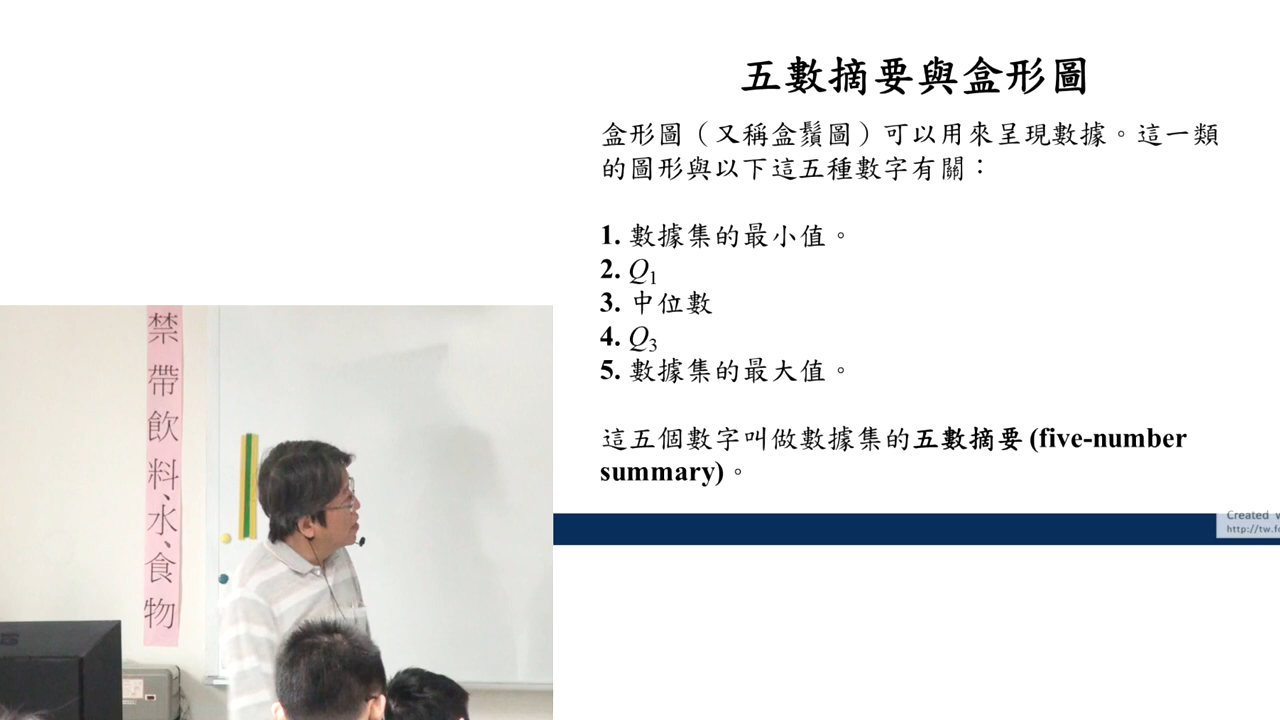 五數摘要與盒形圖
盒形圖（又稱盒鬚圖）可以用來呈現數據。這一類
的圖形與以下這五種數字有關：
1. 數據集的最小值。
2. Q1
3. 中位數
4. Q3
5. 數據集的最大值。
這五個數字叫做數據集的五數摘要 (five-number
summary)。
Created
http://tw.fo
禁帶飲料、水、食物